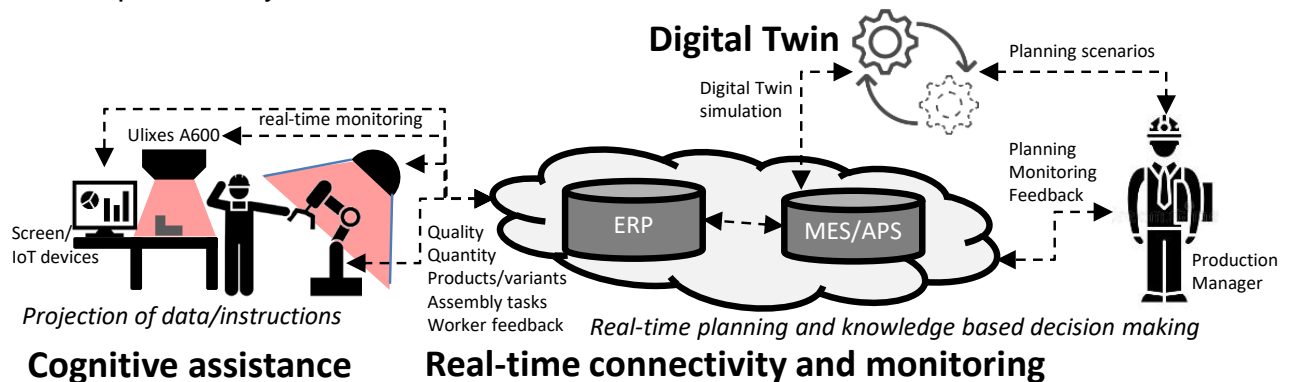 Digital Twin
Planning scenarios
Digital Twin
simulation
real-time monitoring
Ulixes A600
Planning
Monitoring
Feedback
ERP
MES/APS
Screen/
IoT devices
Quality
Quantity
Products/variants
Assembly tasks
Worker feedback
Production
Manager
Projection of data/instructions
Real-time planning and knowledge based decision making
Cognitive assistance
Real-time connectivity and monitoring